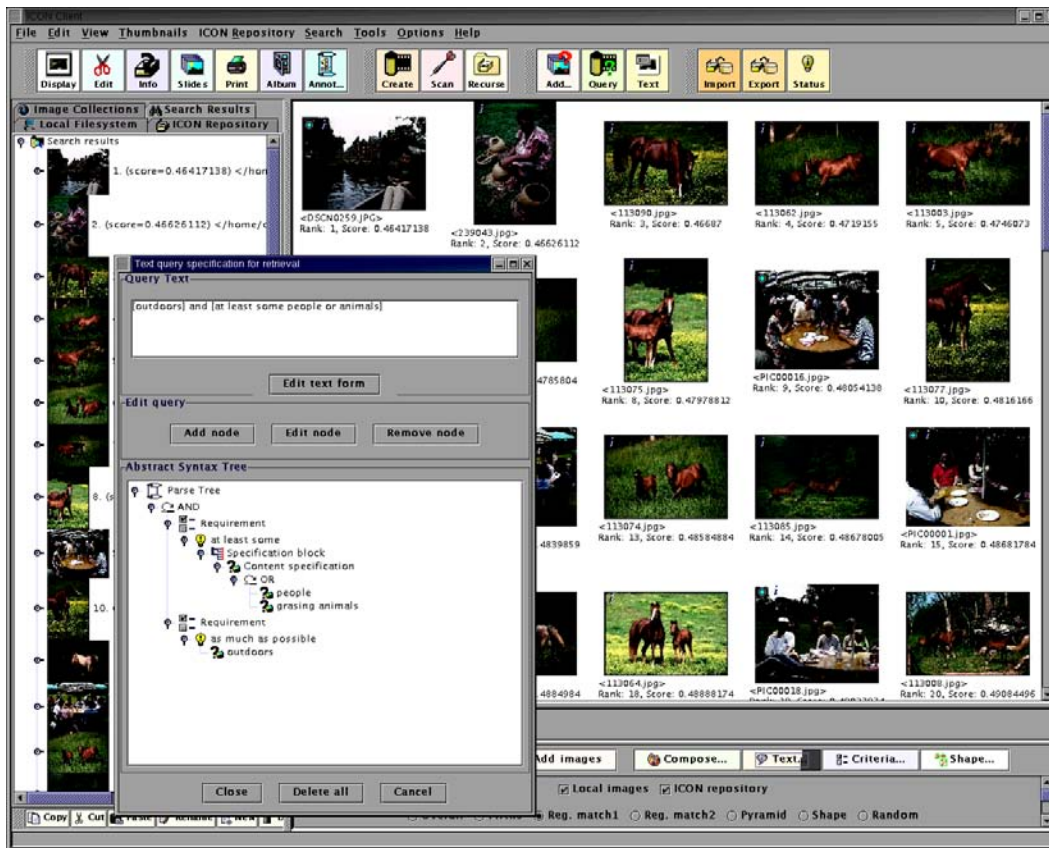 ICON Client
File Edit View Thumbnails ICON Repository Search Tools Options Help
Display Edit Info Slides Print Album Annot... Create Scan Recurse Add... Query Text Import Export Status
Image Collections Search Results
Local Filesystem ICON Repository
Search results
1. (score=0.46417138) </hon
2. (score=0.46626112) </home/c
8. (s
10.
<DSCN0259.JPG>
Rank: 1, Score: 0.46417138
<239043.jpg>
Rank: 2, Score: 0.46626112
<113090.jpg>
Rank: 3, Score: 0.46687
<113062.jpg>
Rank: 4, Score: 0.4719155
<113003.jpg>
Rank: 5, Score: 0.4746073
4785804
<113075.jpg>
Rank: 8, Score: 0.47978812
<PIC00016.jpg>
Rank: 9, Score: 0.48054138
<113077.jpg>
Rank: 10, Score: 0.4816166
4839859
<113074.jpg>
Rank: 13, Score: 0.48584884
<113085.jpg>
Rank: 14, Score: 0.48678005
<PIC00001.jpg>
Rank: 15, Score: 0.48681784
4884984
<113064.jpg>
Rank: 18, Score: 0.48888174
<PIC00018.jpg>
<113008.jpg>
Rank: 20, Score: 0.49084496
Text query specification for retrieval
Query Text
[outdoors] and [at least some people or animals]
Edit text form
Edit query
Add node Edit node Remove node
Abstract Syntax Tree
Parse Tree
AND
Requirement
at least some
Specification block
Content specification
OR
people
grasing animals
Requirement
as much as possible
outdoors
Close Delete all Cancel
Add images Compose... Text... Criteria... Shape...
Local images ICON repository
Reg. match1 Reg. match2 Pyramid Shape Random
Copy Cut Paste Rename New